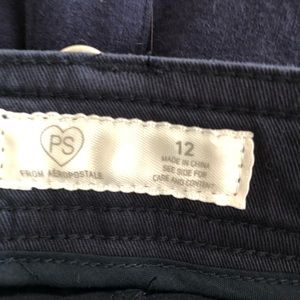 PS
FROM AEROPOSTALE
12
MADE IN CHINA
SEE SIDE FOR
CARE AND CONTENT